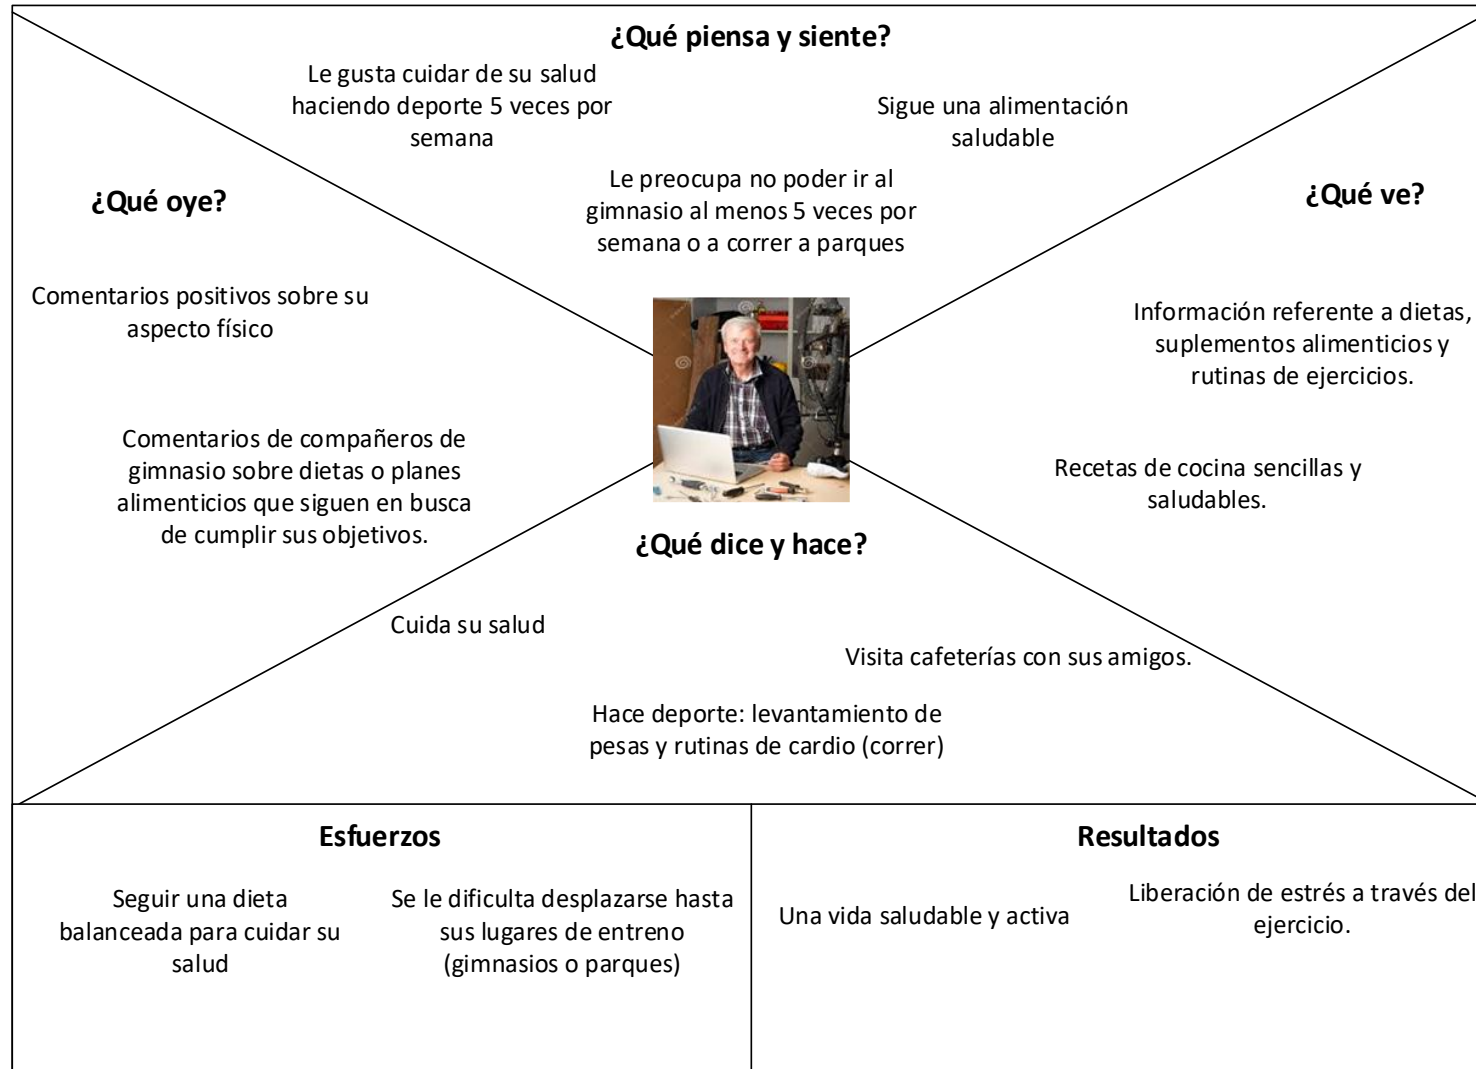 ¿Qué piensa y siente?
Le gusta cuidar de su salud
haciendo deporte 5 veces por
semana
Sigue una alimentación
saludable
Le preocupa no poder ir al
gimnasio al menos 5 veces por
semana o a correr a parques
¿Qué oye?
Comentarios positivos sobre su
aspecto físico
Comentarios de compañeros de
gimnasio sobre dietas o planes
alimenticios que siguen en busca
de cumplir sus objetivos.
¿Qué ve?
Información referente a dietas,
suplementos alimenticios y
rutinas de ejercicios.
Recetas de cocina sencillas y
saludables.
¿Qué dice y hace?
Cuida su salud
Visita cafeterías con sus amigos.
Hace deporte: levantamiento de
pesas y rutinas de cardio (correr)
Esfuerzos
Seguir una dieta
balanceada para cuidar su
salud
Se le dificulta desplazarse hasta
sus lugares de entreno
(gimnasios o parques)
Resultados
Una vida saludable y activa
Liberación de estrés a través del
ejercicio.